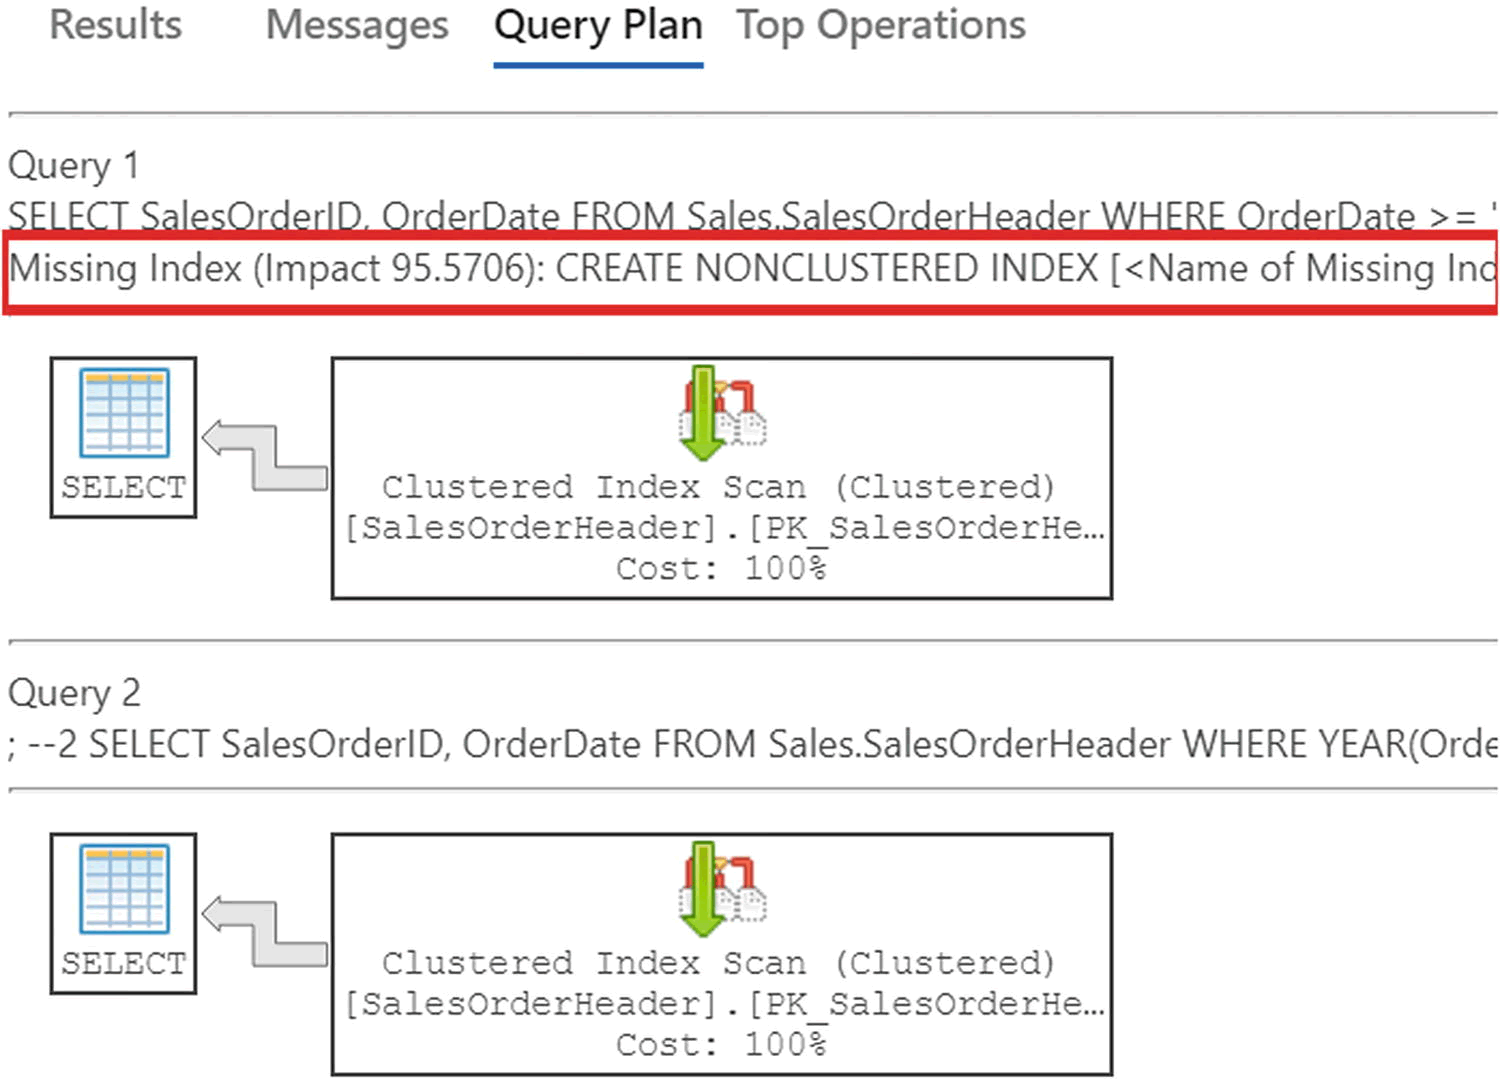 Results Messages Query Plan Top Operations
Query 1
SELECT SalesOrderID, OrderDate FROM Sales.SalesOrderHeader WHERE OrderDate >= '
Missing Index (Impact 95.5706): CREATE NONCLUSTERED INDEX [<Name of Missing Ind
SELECT
Clustered Index Scan (Clustered)
[SalesOrderHeader].[PK_SalesOrderHe...
Cost: 100%
Query 2
; --2 SELECT SalesOrderID, OrderDate FROM Sales.SalesOrderHeader WHERE YEAR(Orde
SELECT
Clustered Index Scan (Clustered)
[SalesOrderHeader].[PK_SalesOrderHe...
Cost: 100%